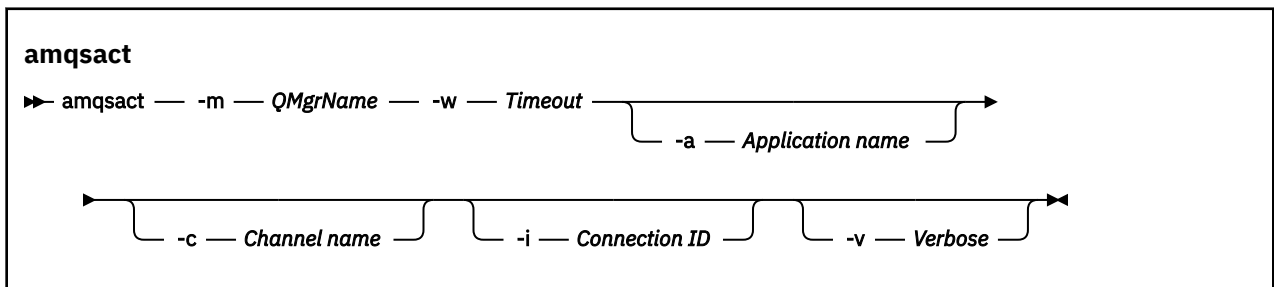 amqsact
amqsact -m QMgrName -w Timeout
-a Application name
-c Channel name -i Connection ID -v Verbose